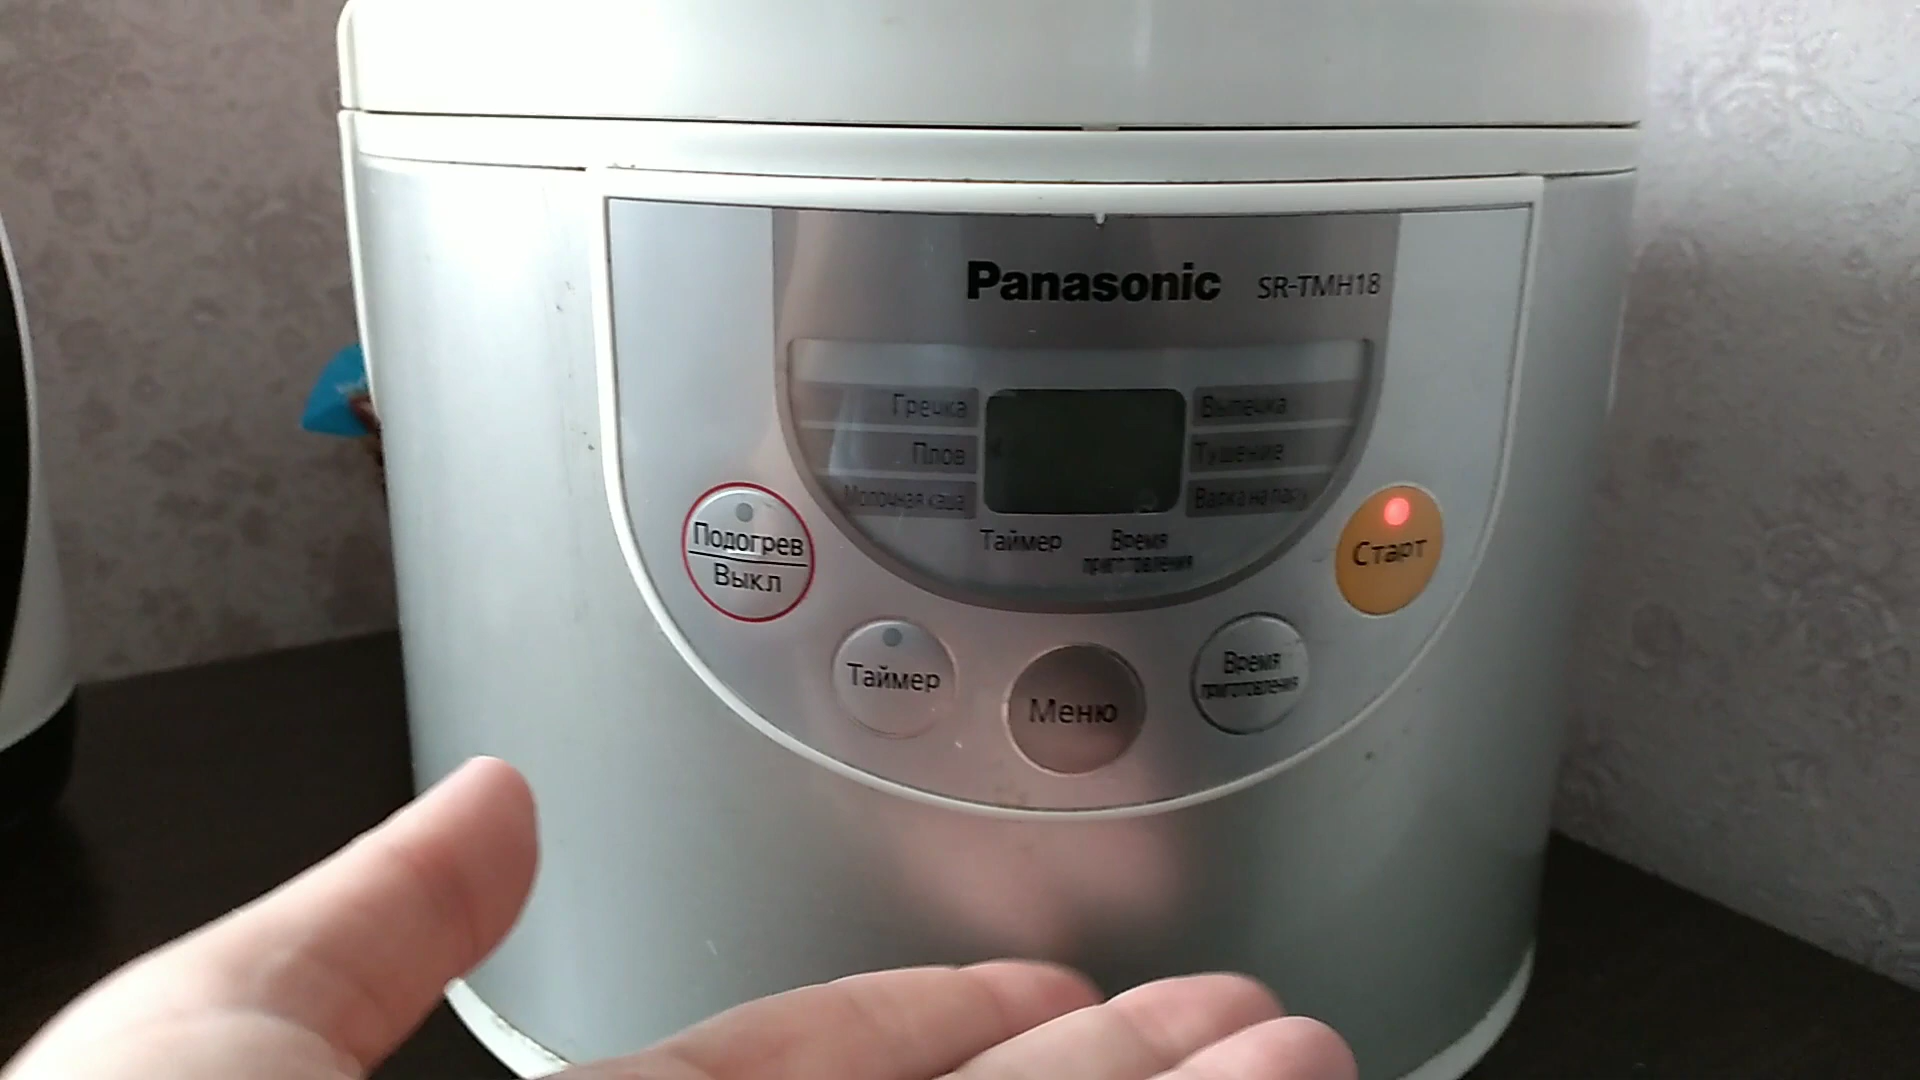 Panasonic SR-TMH18
Гречка
Выпечка
Плов
Тушение
Молочная каша
Варка на пару
Таймер
Время
приготовления
Подогрев
Выкл
Старт
Таймер
Меню
Время
приготовления